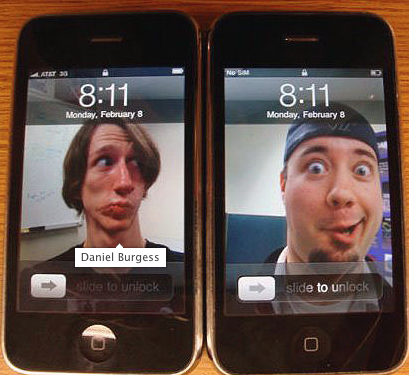 AT&T 3G
8:11
Monday, February 8
Daniel Burgess
slide to unlock
No SIM
8:11
Monday, February 8
slide to unlock